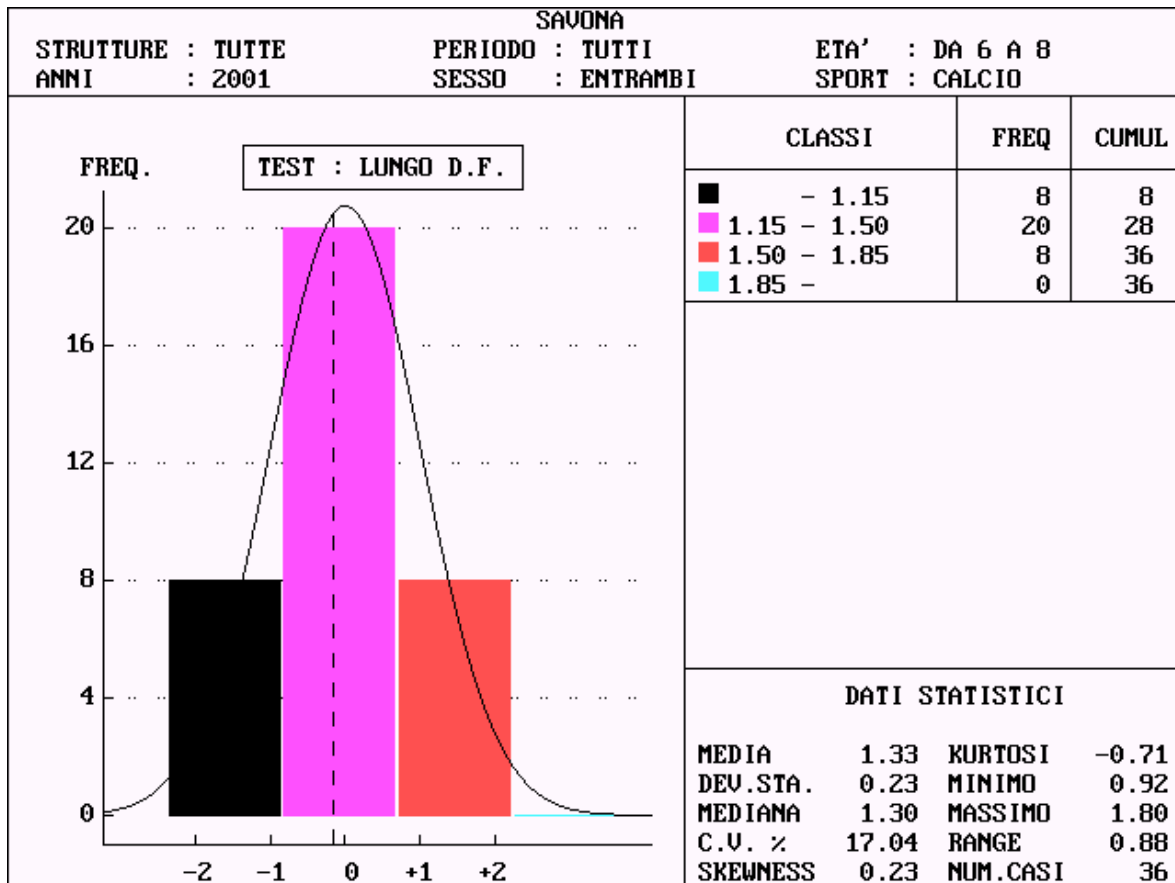 SAVONA
STRUTTURE : TUTTE PERIODO : TUTTI ETA' : DA 6 A 8
ANNI : 2001 SESSO : ENTRAMBI SPORT : CALCIO
CLASSI FREQ CUMUL
- 1.15 8 8
1.15 - 1.50 20 28
1.50 - 1.85 8 36
1.85 - 0 36
FREQ. TEST : LUNGO D.F.
20
16
12
8
4
0
-2 -1 0 +1 +2
DATI STATISTICI
MEDIA 1.33 KURTOSI -0.71
DEV.STA. 0.23 MINIMO 0.92
MEDIANA 1.30 MASSIMO 1.80
C.V. % 17.04 RANGE 0.88
SKEWNESS 0.23 NUM.CASI 36